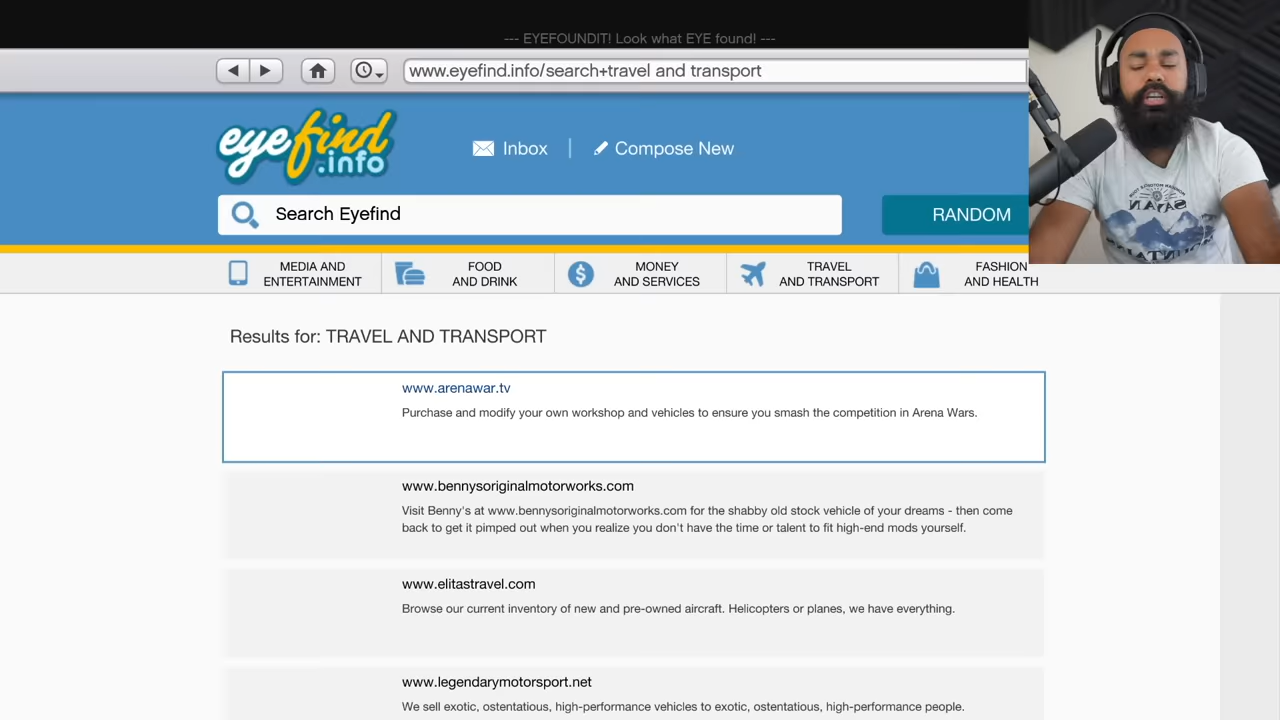 --- EYEFOUNDIT! Look what EYE found! ---
www.eyefind.info/search+travel and transport
eyefind
.info
Inbox
Compose New
Search Eyefind
RANDOM
MEDIA AND
ENTERTAINMENT
FOOD
AND DRINK
MONEY
AND SERVICES
TRAVEL
AND TRANSPORT
FASHION
AND HEALTH
Results for: TRAVEL AND TRANSPORT
www.arenawar.tv
Purchase and modify your own workshop and vehicles to ensure you smash the competition in Arena Wars.
www.bennysoriginalmotorworks.com
Visit Benny's at www.bennysoriginalmotorworks.com for the shabby old stock vehicle of your dreams - then come
back to get it pimped out when you realize you don't have the time or talent to fit high-end mods yourself.
www.elitastravel.com
Browse our current inventory of new and pre-owned aircraft. Helicopters or planes, we have everything.
www.legendarymotorsport.net
We sell exotic, ostentatious, high-performance vehicles to exotic, ostentatious, high-performance people.